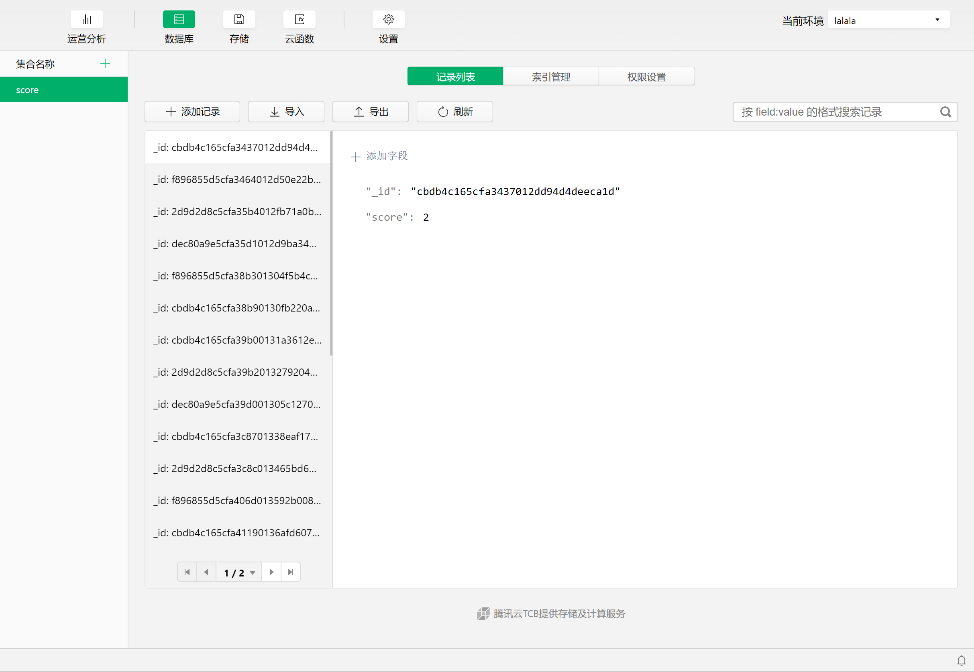 运营分析
数据库
存储
云函数
设置
当前环境 lalala
集合名称
score
记录列表
索引管理
权限设置
添加记录
导入
导出
刷新
按 field:value 的格式搜索记录
_id: cbdb4c165cfa3437012dd94d4...
_id: f896855d5cfa3464012d50e22b...
_id: 2d9d2d8c5cfa35b4012fb71a0b...
_id: dec80a9e5cfa35d1012d9ba34...
_id: f896855d5cfa38b301304f5b4c...
_id: cbdb4c165cfa38b90130fb220a...
_id: cbdb4c165cfa39b00131a3612e...
_id: 2d9d2d8c5cfa39b2013279204...
_id: dec80a9e5cfa39d001305c1270...
_id: cbdb4c165cfa3c8701338eaf17...
_id: 2d9d2d8c5cfa3c8c013465bd6...
_id: f896855d5cfa406d013592b008...
_id: cbdb4c165cfa41190136afd607...
1 / 2
添加字段
"_id": "cbdb4c165cfa3437012dd94d4deeca1d"
"score": 2
腾讯云TCB提供存储及计算服务